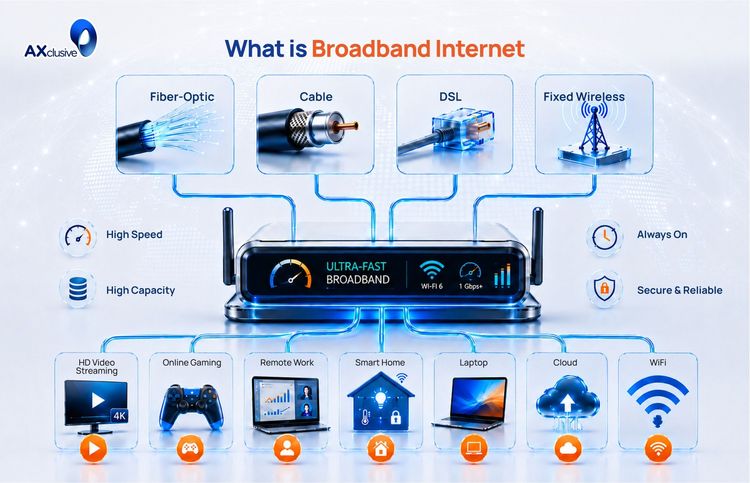 AXclusive
What is Broadband Internet
Fiber-Optic
Cable
DSL
Fixed Wireless
High Speed
High Capacity
ULTRA-FAST
BROADBAND
WI-FI 6
1 Gbps+
Always On
Secure & Reliable
HD Video
Streaming
4K
Online Gaming
Remote Work
Smart Home
Laptop
Cloud
WiFi